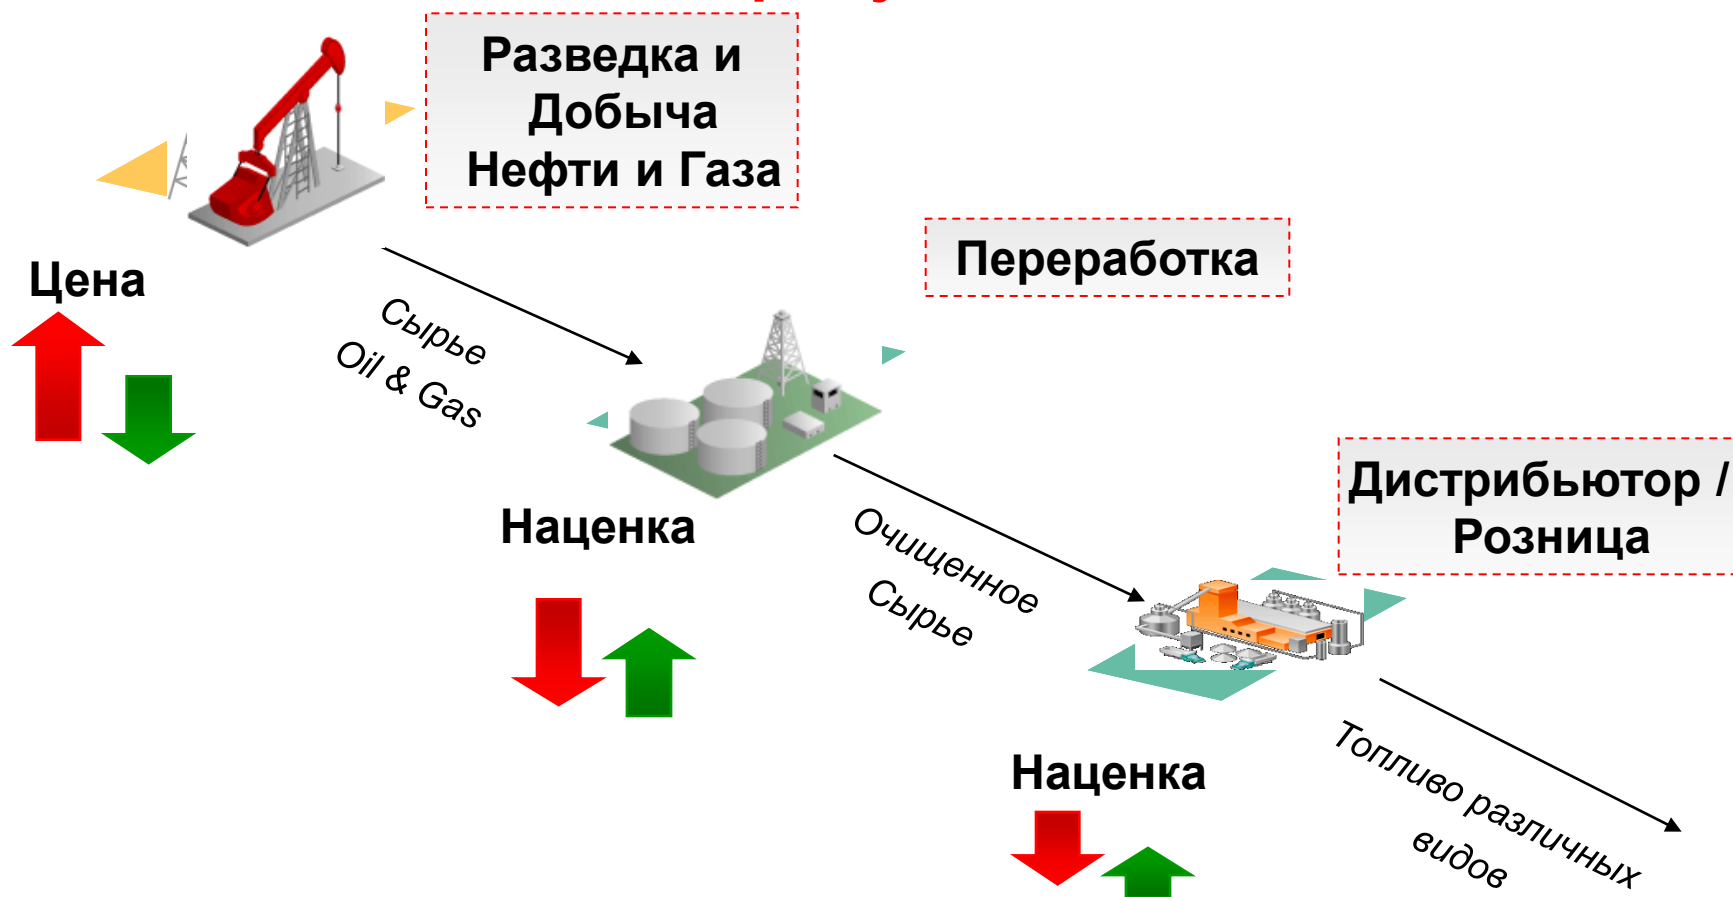 Разведка и
Добыча
Нефти и Газа
Переработка
Цена
Сырье
Oil & Gas
Дистрибьютор /
Розница
Наценка
Очищенное
Сырье
Наценка
Топливо различных
видов